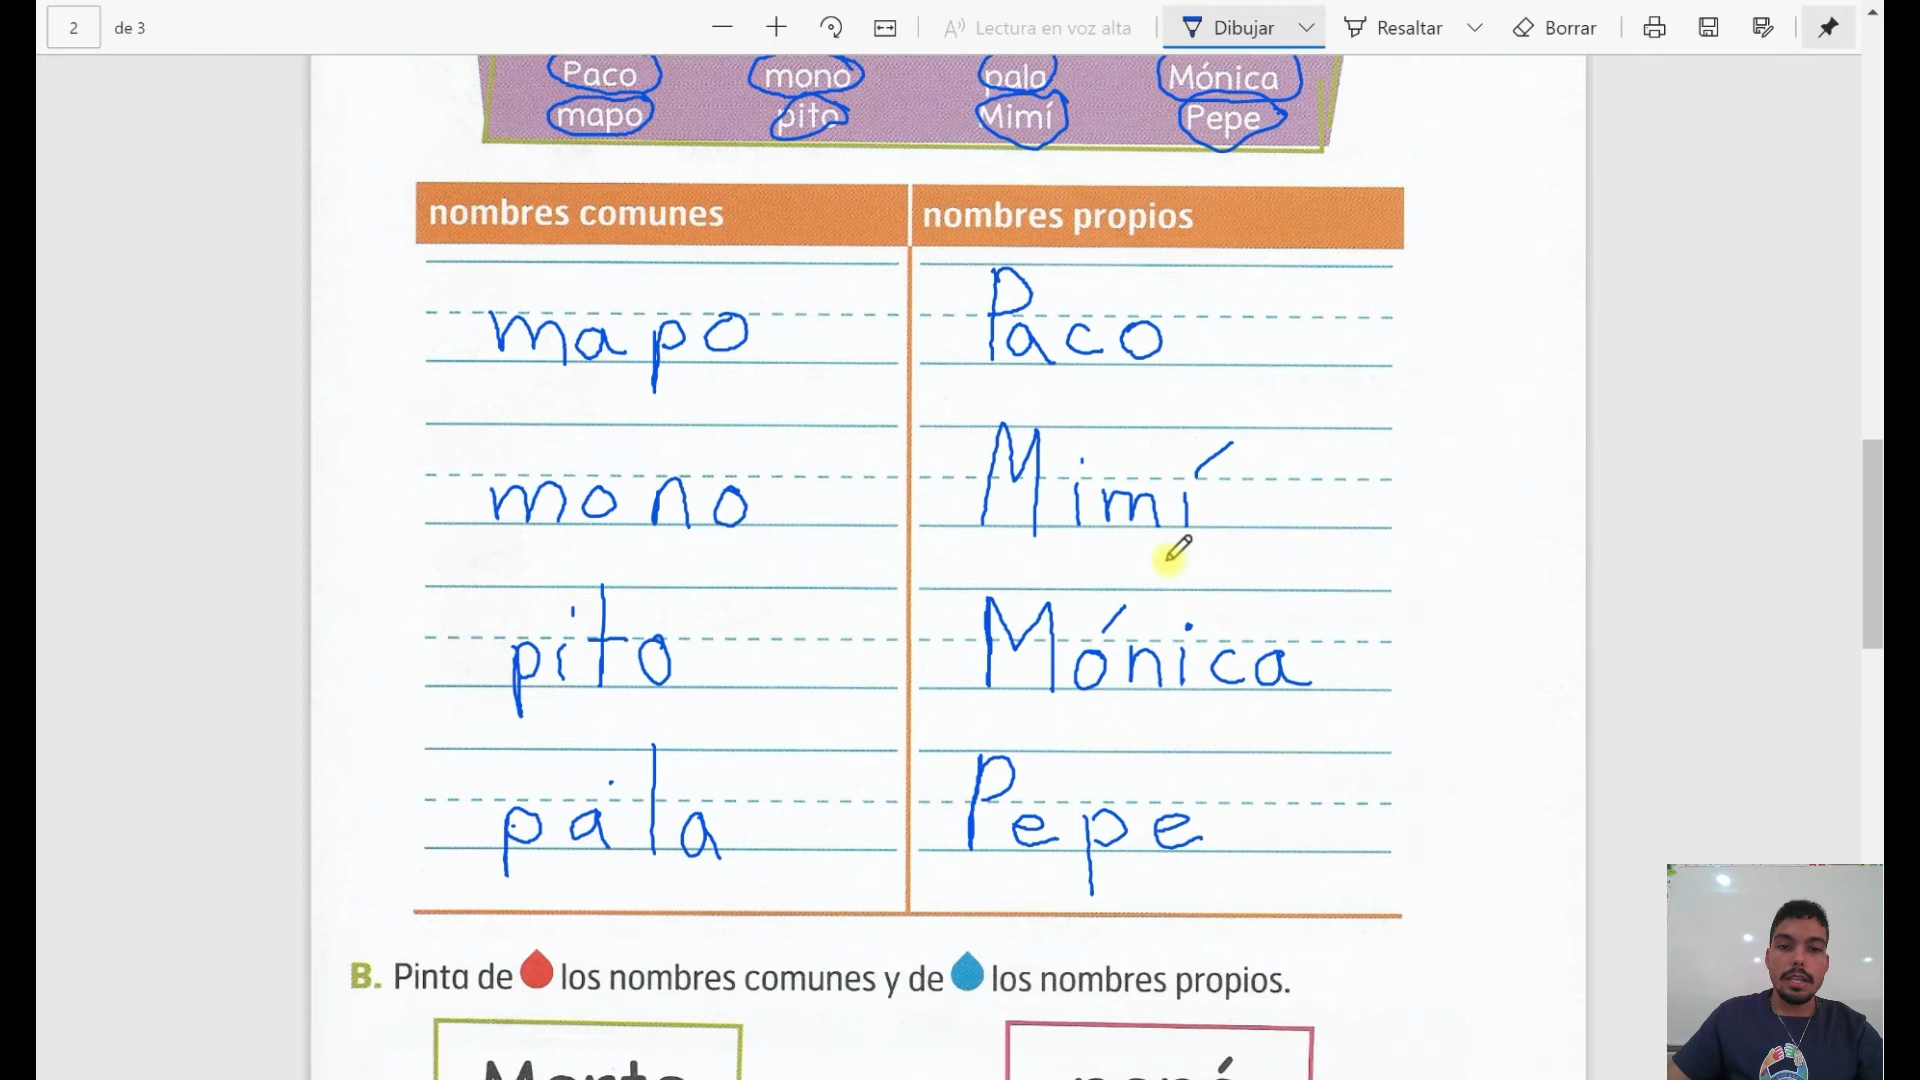 2 de 3 Lectura en voz alta Dibujar Resaltar Borrar
Paco mono pala Mónica
mapo pito Mimí Pepe
nombres comunes nombres propios
mapo Paco
mono Mimí
pito Mónica
pala Pepe
B. Pinta de los nombres comunes y de los nombres propios.